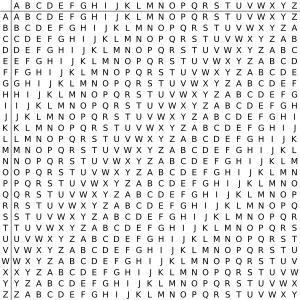 A B C D E F G H I J K L M N O P Q R S T U V W X Y Z
A A B C D E F G H I J K L M N O P Q R S T U V W X Y Z
B B C D E F G H I J K L M N O P Q R S T U V W X Y Z A
C C D E F G H I J K L M N O P Q R S T U V W X Y Z A B
D D E F G H I J K L M N O P Q R S T U V W X Y Z A B C
E E F G H I J K L M N O P Q R S T U V W X Y Z A B C D
F F G H I J K L M N O P Q R S T U V W X Y Z A B C D E
G G H I J K L M N O P Q R S T U V W X Y Z A B C D E F
H H I J K L M N O P Q R S T U V W X Y Z A B C D E F G
I I J K L M N O P Q R S T U V W X Y Z A B C D E F G H
J J K L M N O P Q R S T U V W X Y Z A B C D E F G H I
K K L M N O P Q R S T U V W X Y Z A B C D E F G H I J
L L M N O P Q R S T U V W X Y Z A B C D E F G H I J K
M M N O P Q R S T U V W X Y Z A B C D E F G H I J K L
N N O P Q R S T U V W X Y Z A B C D E F G H I J K L M
O O P Q R S T U V W X Y Z A B C D E F G H I J K L M N
P P Q R S T U V W X Y Z A B C D E F G H I J K L M N O
Q Q R S T U V W X Y Z A B C D E F G H I J K L M N O P
R R S T U V W X Y Z A B C D E F G H I J K L M N O P Q
S S T U V W X Y Z A B C D E F G H I J K L M N O P Q R
T T U V W X Y Z A B C D E F G H I J K L M N O P Q R S
U U V W X Y Z A B C D E F G H I J K L M N O P Q R S T
V V W X Y Z A B C D E F G H I J K L M N O P Q R S T U
W W X Y Z A B C D E F G H I J K L M N O P Q R S T U V
X X Y Z A B C D E F G H I J K L M N O P Q R S T U V W
Y Y Z A B C D E F G H I J K L M N O P Q R S T U V W X
Z Z A B C D E F G H I J K L M N O P Q R S T U V W X Y